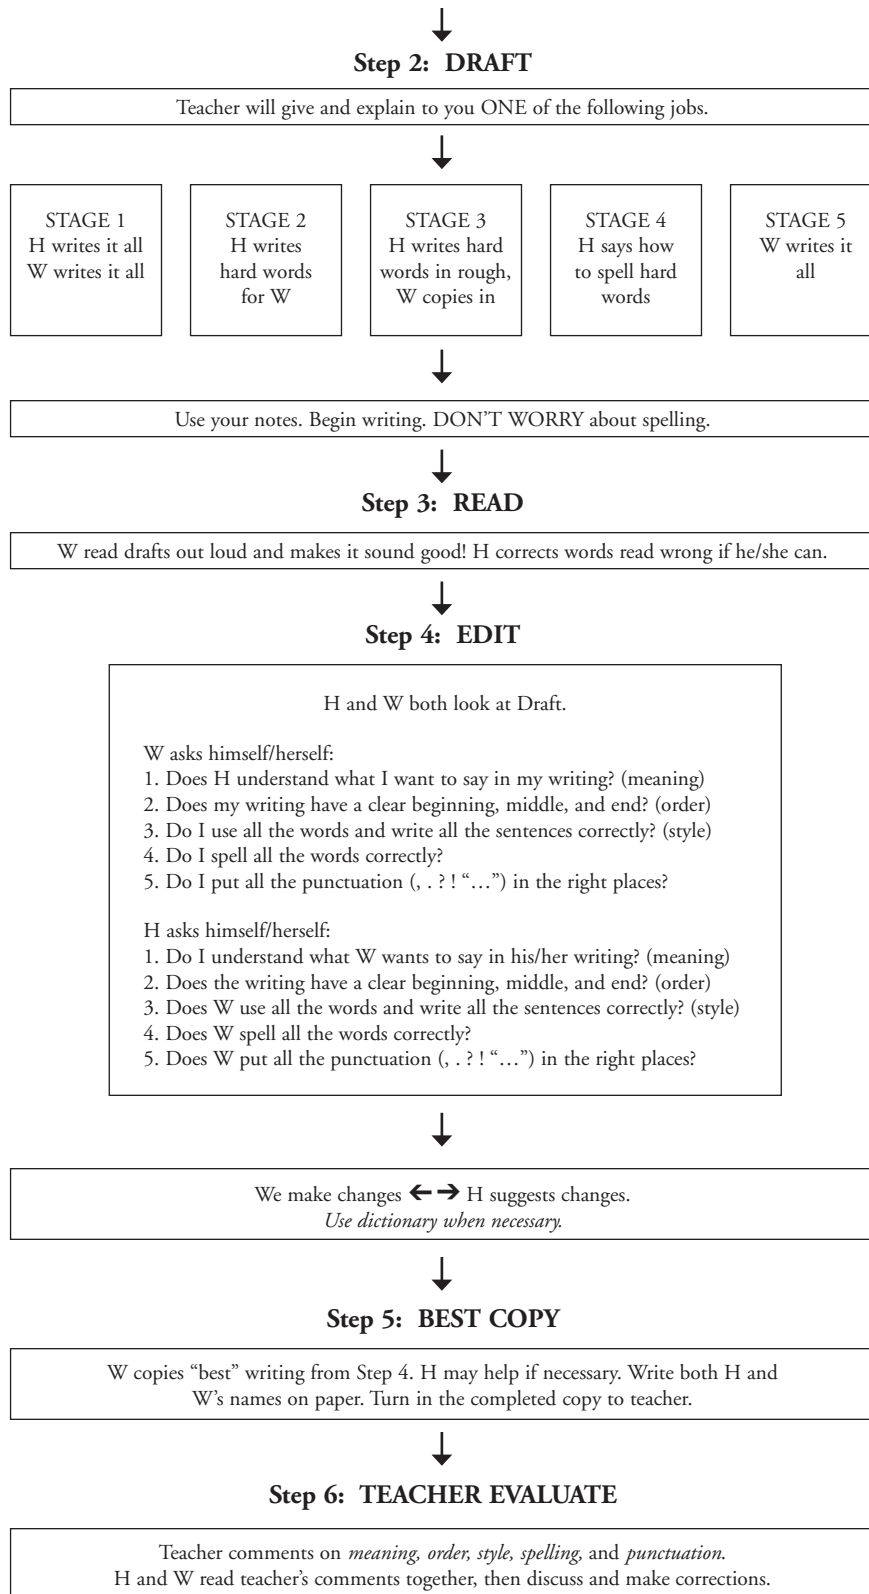 Step 2: DRAFT
Teacher will give and explain to you ONE of the following jobs.
STAGE 1
H writes it all
W writes it all
STAGE 2
H writes
hard words
for W
STAGE 3
H writes hard
words in rough,
W copies in
STAGE 4
H says how
to spell hard
words
STAGE 5
W writes it
all
Use your notes. Begin writing. DON’T WORRY about spelling.
Step 3: READ
W read drafts out loud and makes it sound good! H corrects words read wrong if he/she can.
Step 4: EDIT
H and W both look at Draft.
W asks himself/herself:
1. Does H understand what I want to say in my writing? (meaning)
2. Does my writing have a clear beginning, middle, and end? (order)
3. Do I use all the words and write all the sentences correctly? (style)
4. Do I spell all the words correctly?
5. Do I put all the punctuation (, . ? ! “…”) in the right places?
H asks himself/herself:
1. Do I understand what W wants to say in his/her writing? (meaning)
2. Does the writing have a clear beginning, middle, and end? (order)
3. Does W use all the words and write all the sentences correctly? (style)
4. Does W spell all the words correctly?
5. Does W put all the punctuation (, . ? ! “…”) in the right places?
We make changes ← → H suggests changes.
Use dictionary when necessary.
Step 5: BEST COPY
W copies “best” writing from Step 4. H may help if necessary. Write both H and
W’s names on paper. Turn in the completed copy to teacher.
Step 6: TEACHER EVALUATE
Teacher comments on meaning, order, style, spelling, and punctuation.
H and W read teacher’s comments together, then discuss and make corrections.